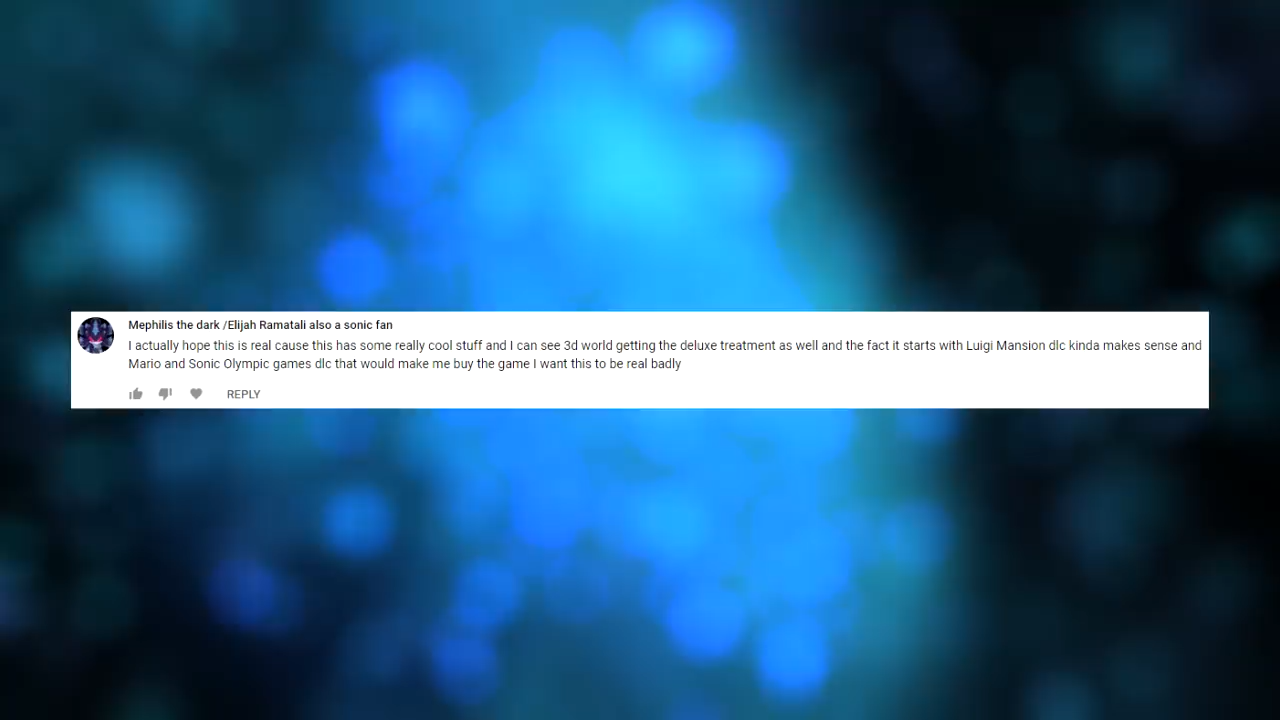 Mephilis the dark /Elijah Ramatali also a sonic fan
I actually hope this is real cause this has some really cool stuff and I can see 3d world getting the deluxe treatment as well and the fact it starts with Luigi Mansion dlc kinda makes sense and
Mario and Sonic Olympic games dlc that would make me buy the game I want this to be real badly
REPLY